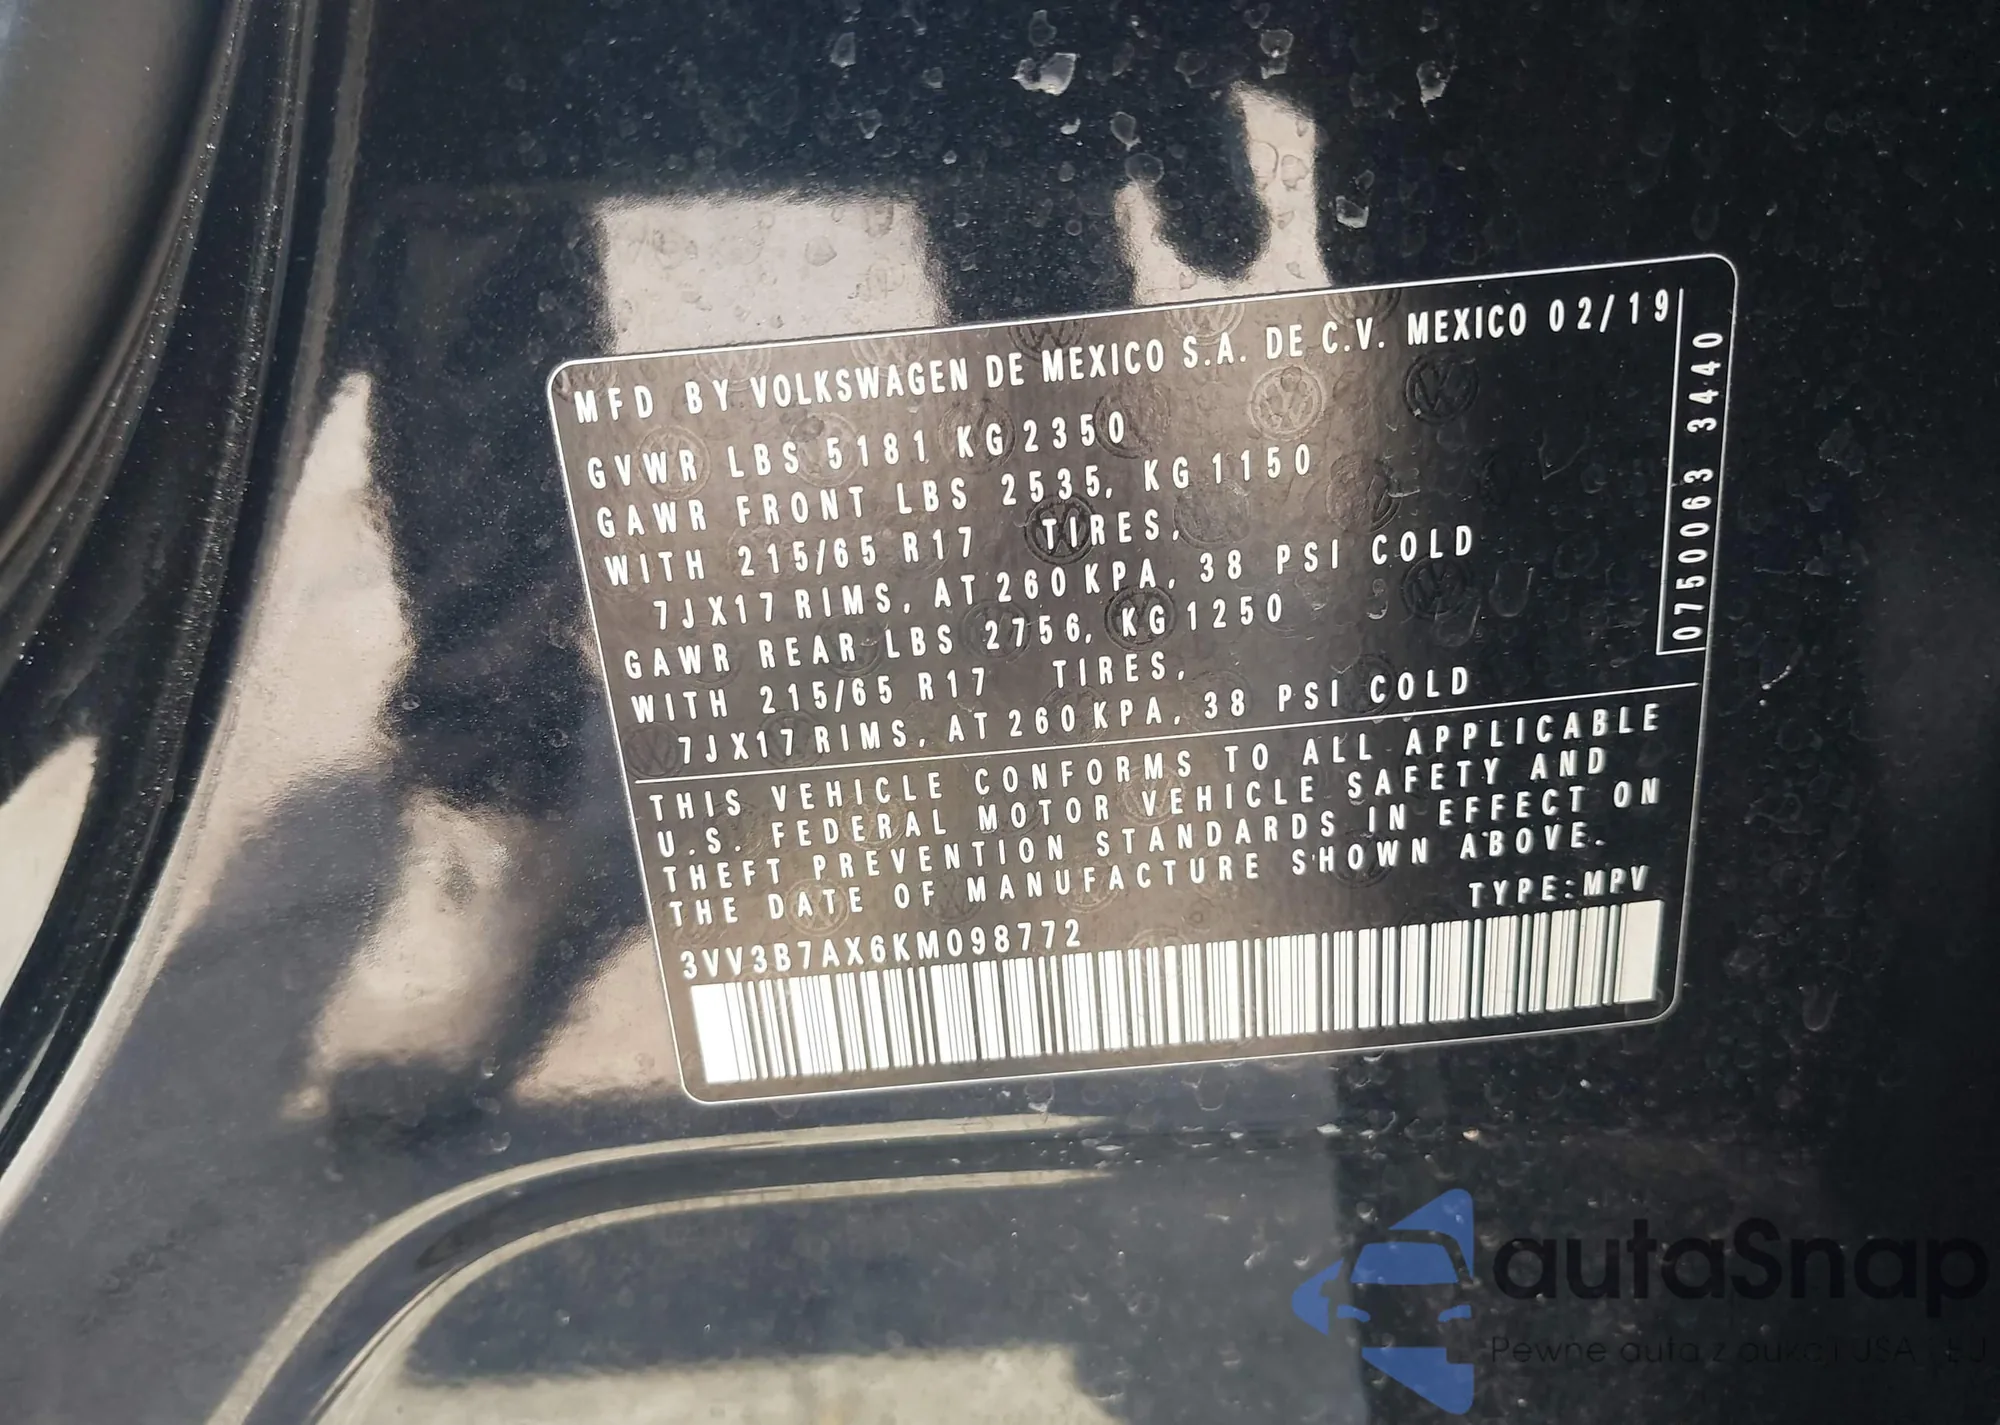 MFD BY VOLKSWAGEN DE MEXICO S.A. DE C.V. MEXICO 02/19
GVWR LBS 5181 KG 2350
GAWR FRONT LBS 2535, KG 1150
WITH 215/65 R17 TIRES,
7JX17 RIMS, AT 260 KPA, 38 PSI COLD
GAWR REAR LBS 2756, KG 1250
WITH 215/65 R17 TIRES,
7JX17 RIMS, AT 260 KPA, 38 PSI COLD
0750063 3440
THIS VEHICLE CONFORMS TO ALL APPLICABLE
U.S. FEDERAL MOTOR VEHICLE SAFETY AND
THEFT PREVENTION STANDARDS IN EFFECT ON
THE DATE OF MANUFACTURE SHOWN ABOVE.
TYPE:MPV
3VV3B7AX6KM098772
autaSnap
Pewne auta z aukcji USA